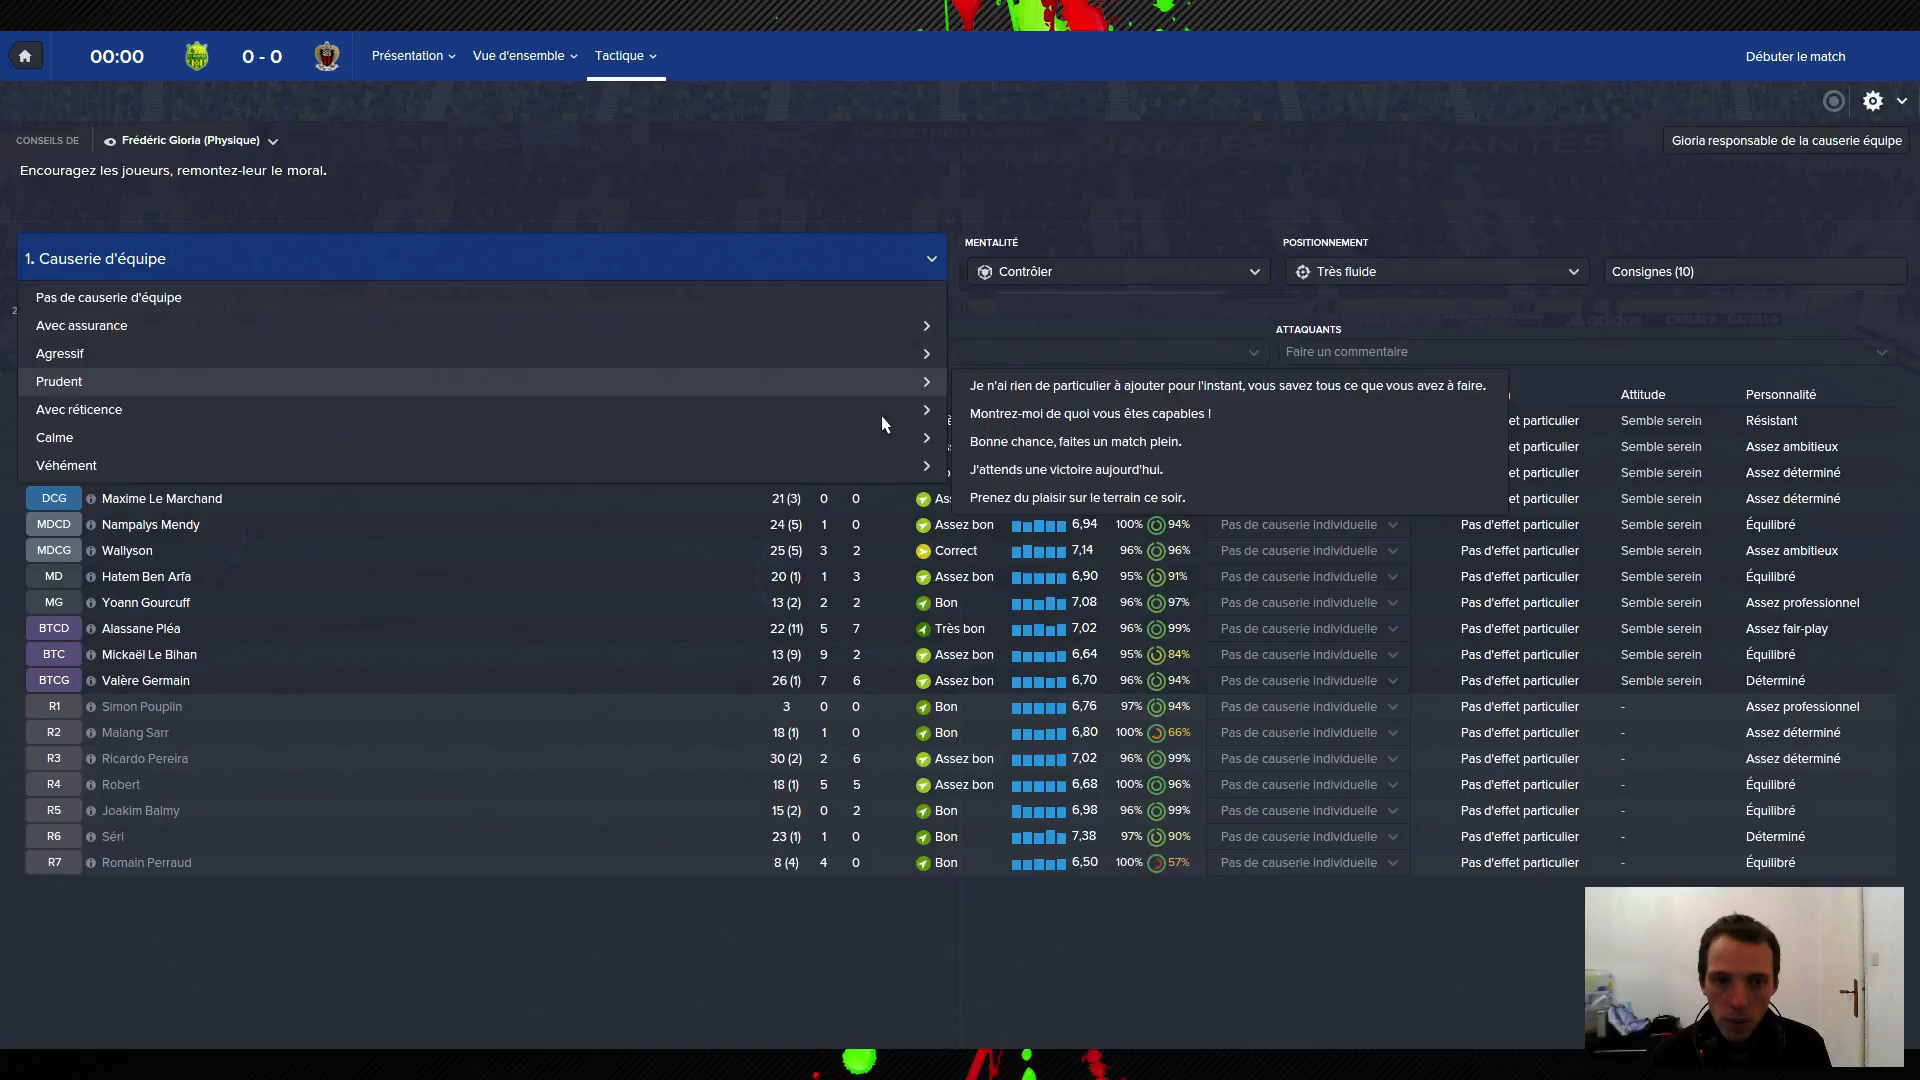 00:00 0 - 0 Présentation Vue d'ensemble Tactique Débuter le match
CONSEILS DE Frédéric Gioria (Physique) Gioria responsable de la causerie équipe
Encouragez les joueurs, remontez-leur le moral.
1. Causerie d'équipe
MENTALITÉ POSITIONNEMENT
Contrôler Très fluide Consignes (10)
Pas de causerie d'équipe
Avec assurance
Agressif
Prudent
Avec réticence
Calme
Véhément
ATTAQUANTS
Faire un commentaire
Je n'ai rien de particulier à ajouter pour l'instant, vous savez tous ce que vous avez à faire.
Montrez-moi de quoi vous êtes capables !
Bonne chance, faites un match plein.
J'attends une victoire aujourd'hui.
Prenez du plaisir sur le terrain ce soir.
Attitude Personnalité
et particulier Semble serein Résistant
et particulier Semble serein Assez ambitieux
et particulier Semble serein Assez déterminé
DCG Maxime Le Marchand 21 (3) 0 0 As et particulier Semble serein Assez déterminé
MDCD Nampalys Mendy 24 (5) 1 0 Assez bon 6,94 100% 94% Pas de causerie individuelle Pas d'effet particulier Semble serein Équilibré
MDCG Wallyson 25 (5) 3 2 Correct 7,14 96% 96% Pas de causerie individuelle Pas d'effet particulier Semble serein Assez ambitieux
MD Hatem Ben Arfa 20 (1) 1 3 Assez bon 6,90 95% 91% Pas de causerie individuelle Pas d'effet particulier Semble serein Équilibré
MG Yoann Gourcuff 13 (2) 2 2 Bon 7,08 96% 97% Pas de causerie individuelle Pas d'effet particulier Semble serein Assez professionnel
BTCD Alassane Pléa 22 (11) 5 7 Très bon 7,02 96% 99% Pas de causerie individuelle Pas d'effet particulier Semble serein Assez fair-play
BTC Mickaël Le Bihan 13 (9) 9 2 Assez bon 6,64 95% 84% Pas de causerie individuelle Pas d'effet particulier Semble serein Équilibré
BTCG Valère Germain 26 (1) 7 6 Assez bon 6,70 96% 94% Pas de causerie individuelle Pas d'effet particulier Semble serein Déterminé
R1 Simon Pouplin 3 0 0 Bon 6,76 97% 94% Pas de causerie individuelle Pas d'effet particulier - Assez professionnel
R2 Malang Sarr 18 (1) 1 0 Bon 6,80 100% 66% Pas de causerie individuelle Pas d'effet particulier - Assez déterminé
R3 Ricardo Pereira 30 (2) 2 6 Assez bon 7,02 96% 99% Pas de causerie individuelle Pas d'effet particulier - Assez déterminé
R4 Robert 18 (1) 5 5 Assez bon 6,68 100% 96% Pas de causerie individuelle Pas d'effet particulier - Équilibré
R5 Joakim Balmy 15 (2) 0 2 Bon 6,98 96% 99% Pas de causerie individuelle Pas d'effet particulier - Équilibré
R6 Séri 23 (1) 1 0 Bon 7,38 97% 90% Pas de causerie individuelle Pas d'effet particulier - Déterminé
R7 Romain Perraud 8 (4) 4 0 Bon 6,50 100% 57% Pas de causerie individuelle Pas d'effet particulier - Équilibré